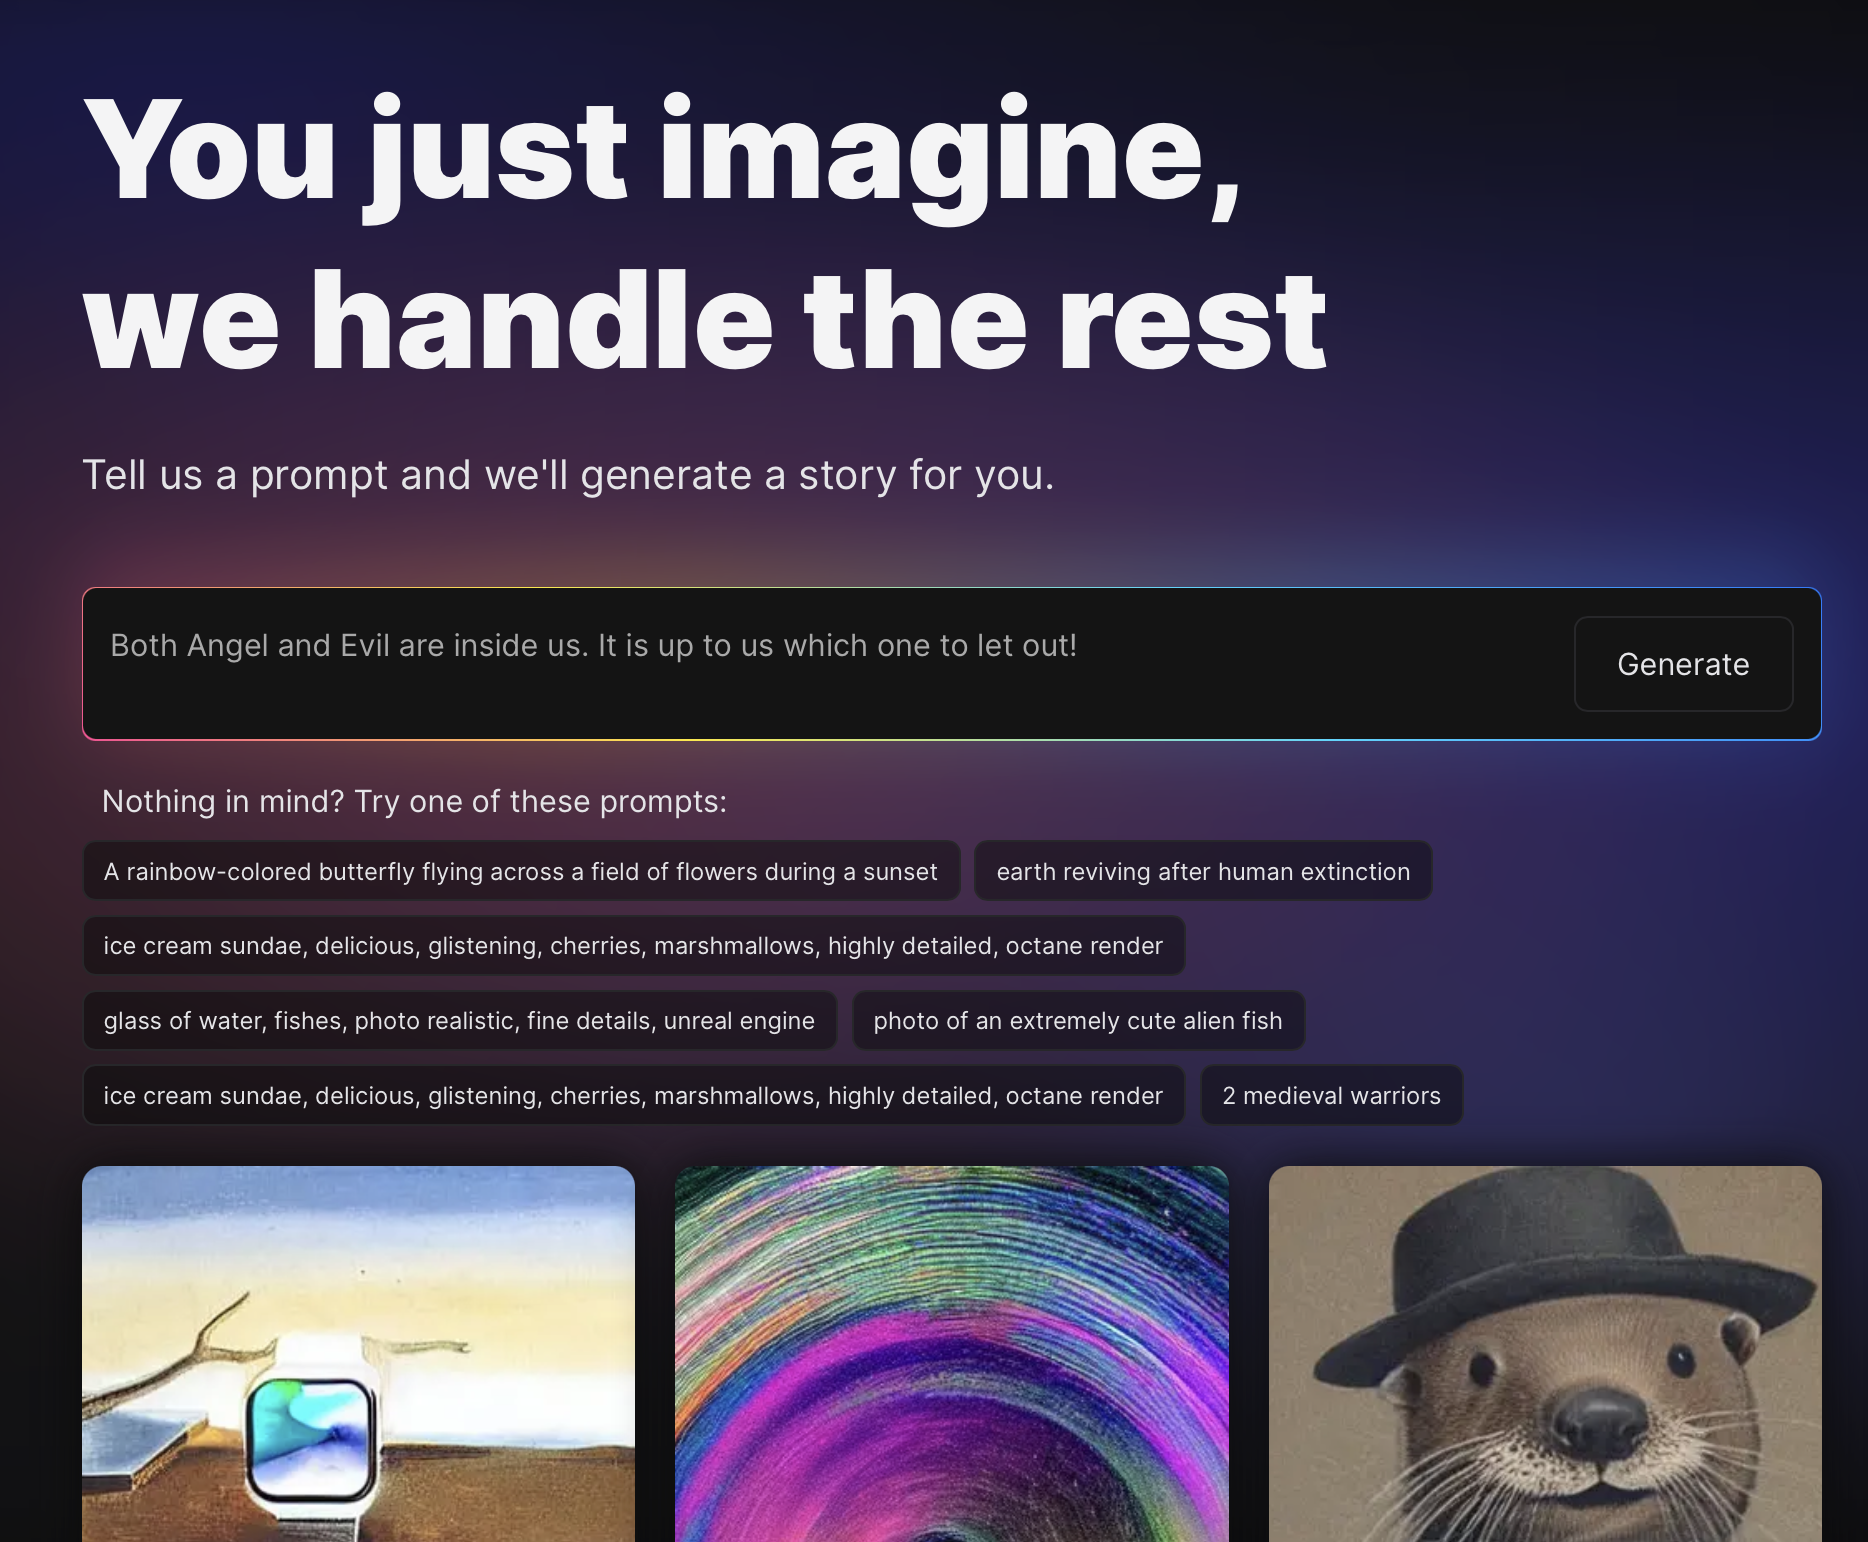 You just imagine,
we handle the rest
Tell us a prompt and we'll generate a story for you.
Both Angel and Evil are inside us. It is up to us which one to let out!
Generate
Nothing in mind? Try one of these prompts:
A rainbow-colored butterfly flying across a field of flowers during a sunset
earth reviving after human extinction
ice cream sundae, delicious, glistening, cherries, marshmallows, highly detailed, octane render
glass of water, fishes, photo realistic, fine details, unreal engine
photo of an extremely cute alien fish
ice cream sundae, delicious, glistening, cherries, marshmallows, highly detailed, octane render
2 medieval warriors